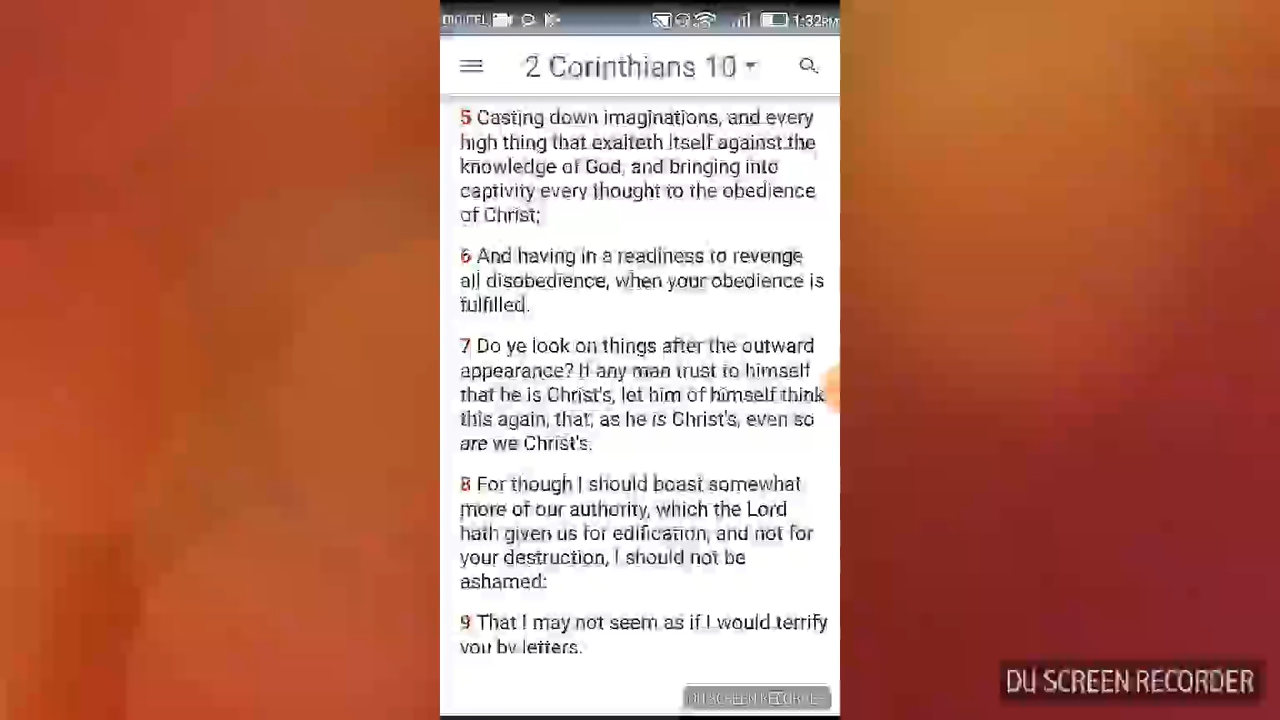 DIGITEL
1:32PM
2 Corinthians 10
5 Casting down imaginations, and every
high thing that exalteth itself against the
knowledge of God, and bringing into
captivity every thought to the obedience
of Christ;
6 And having in a readiness to revenge
all disobedience, when your obedience is
fulfilled.
7 Do ye look on things after the outward
appearance? If any man trust to himself
that he is Christ's, let him of himself think
this again, that, as he is Christ's, even so
are we Christ's.
8 For though I should boast somewhat
more of our authority, which the Lord
hath given us for edification, and not for
your destruction, I should not be
ashamed:
9 That I may not seem as if I would terrify
you by letters.
DU SCREEN RECORDER
DU SCREEN RECORDER